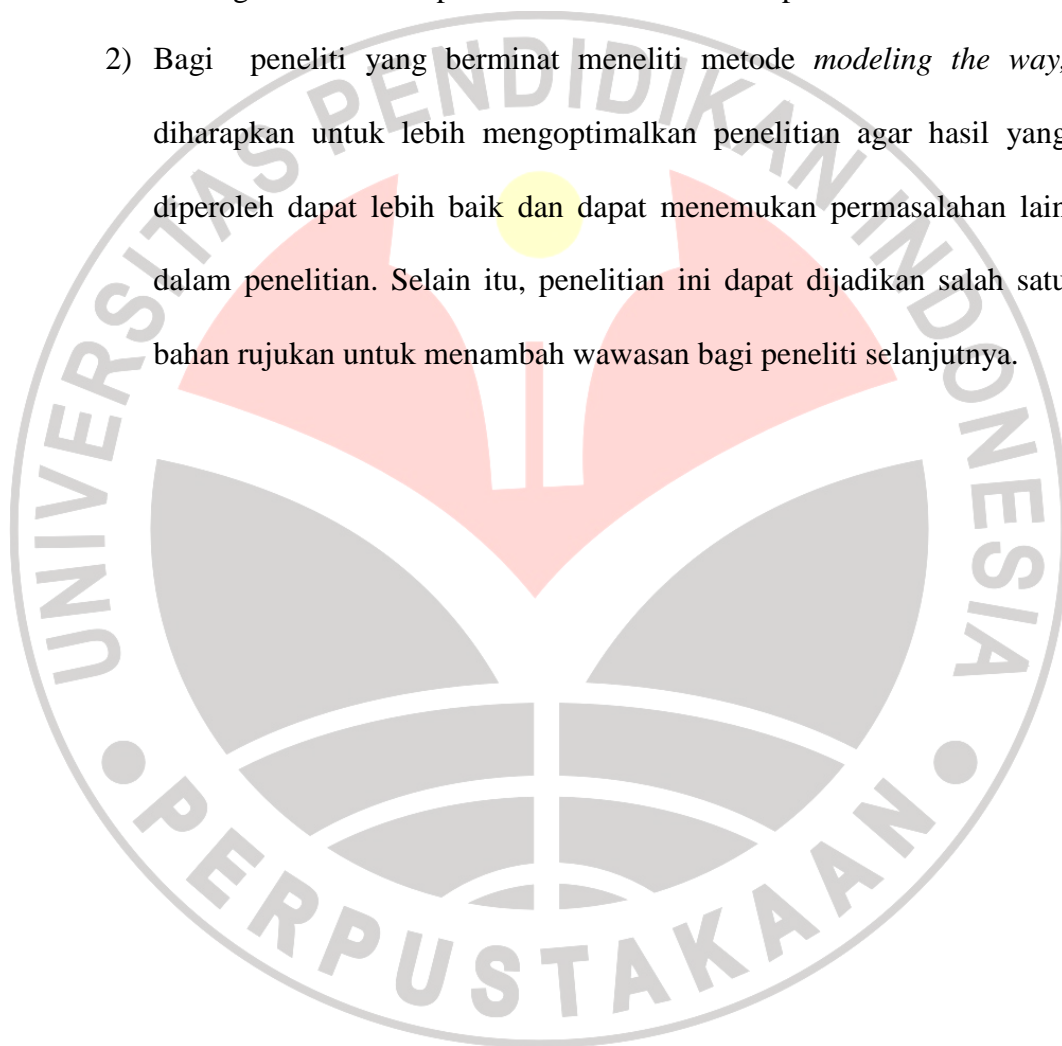 2) Bagi peneliti yang berminat meneliti metode modeling the way,
diharapkan untuk lebih mengoptimalkan penelitian agar hasil yang
diperoleh dapat lebih baik dan dapat menemukan permasalahan lain
dalam penelitian. Selain itu, penelitian ini dapat dijadikan salah satu
bahan rujukan untuk menambah wawasan bagi peneliti selanjutnya.
UNIVERSITAS PENDIDIKAN INDONESIA
PERPUSTAKAAN